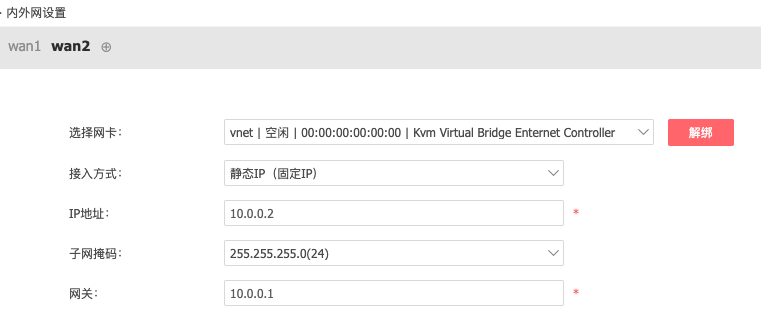 · 内外网设置
wan1 wan2 ⊕
选择网卡： vnet | 空闲 | 00:00:00:00:00:00 | Kvm Virtual Bridge Enternet Controller 解绑
接入方式： 静态IP（固定IP）
IP地址： 10.0.0.2 *
子网掩码： 255.255.255.0(24)
网关： 10.0.0.1 *